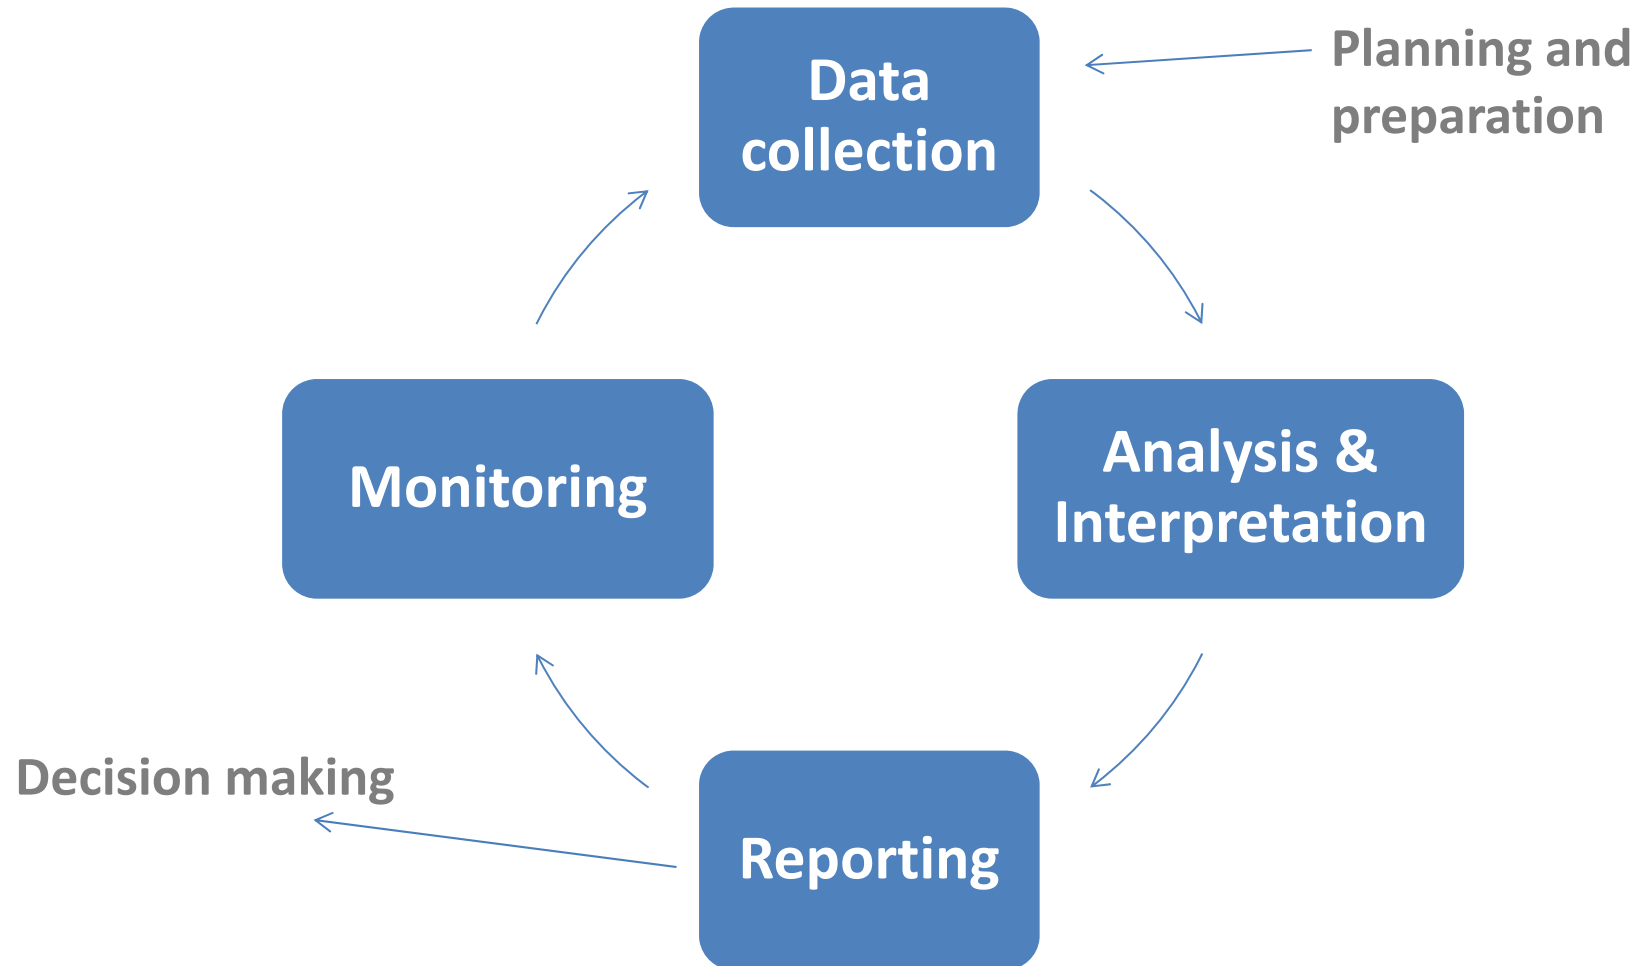 Data
collection
Planning and
preparation
Monitoring
Analysis &
Interpretation
Decision making
Reporting